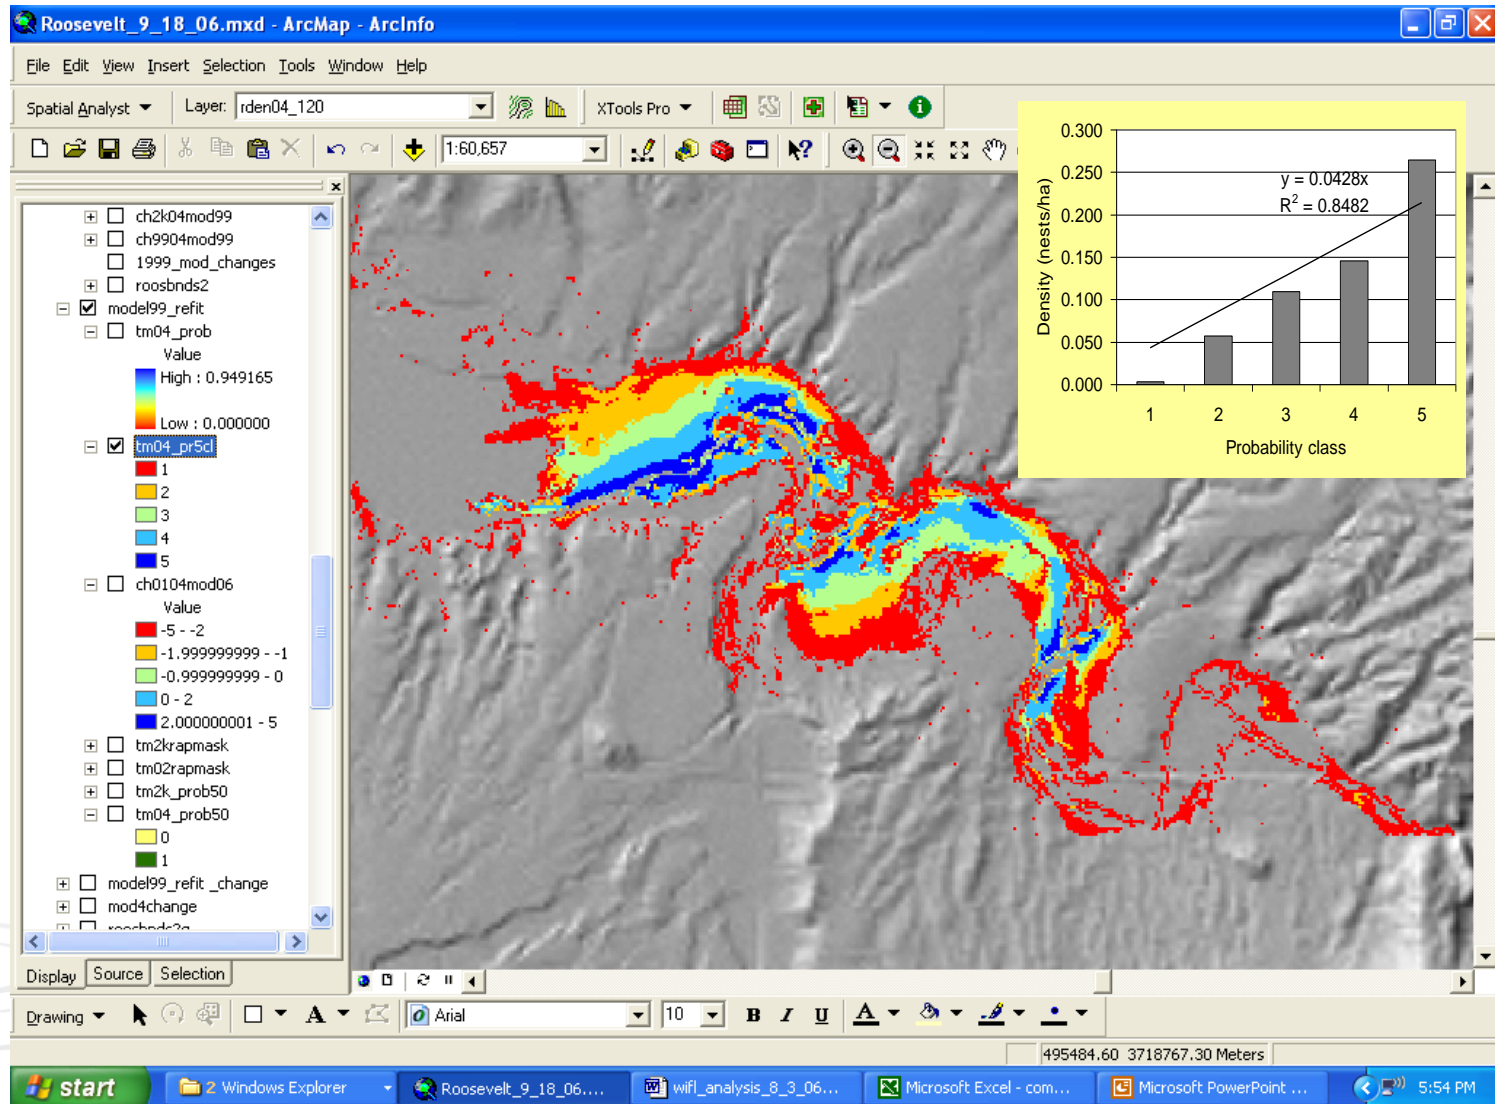 Roosevelt_9_18_06.mxd - ArcMap - ArcInfo
File Edit View Insert Selection Tools Window Help
Spatial Analyst Layer: rden04_120 XTools Pro
1:60,657
ch2k04mod99
ch9904mod99
1999_mod_changes
roosbnds2
model99_refit
tm04_prob
Value
High : 0.949165
Low : 0.000000
tm04_pr5cl
1
2
3
4
5
ch0104mod06
Value
-5 - -2
-1.999999999 - -1
-0.999999999 - 0
0 - 2
2.000000001 - 5
tm2krapmask
tm02rapmask
tm2k_prob50
tm04_prob50
0
1
model99_refit _change
mod4change
Display Source Selection
0.300
0.250
0.200
0.150
0.100
0.050
0.000
Density (nests/ha)
y = 0.0428x
R² = 0.8482
1 2 3 4 5
Probability class
Drawing A Arial 10 B I U A
495484.60 3718767.30 Meters
start 2 Windows Explorer Roosevelt_9_18_06.... wifl_analysis_8_3_06... Microsoft Excel - com... Microsoft PowerPoint ... 5:54 PM